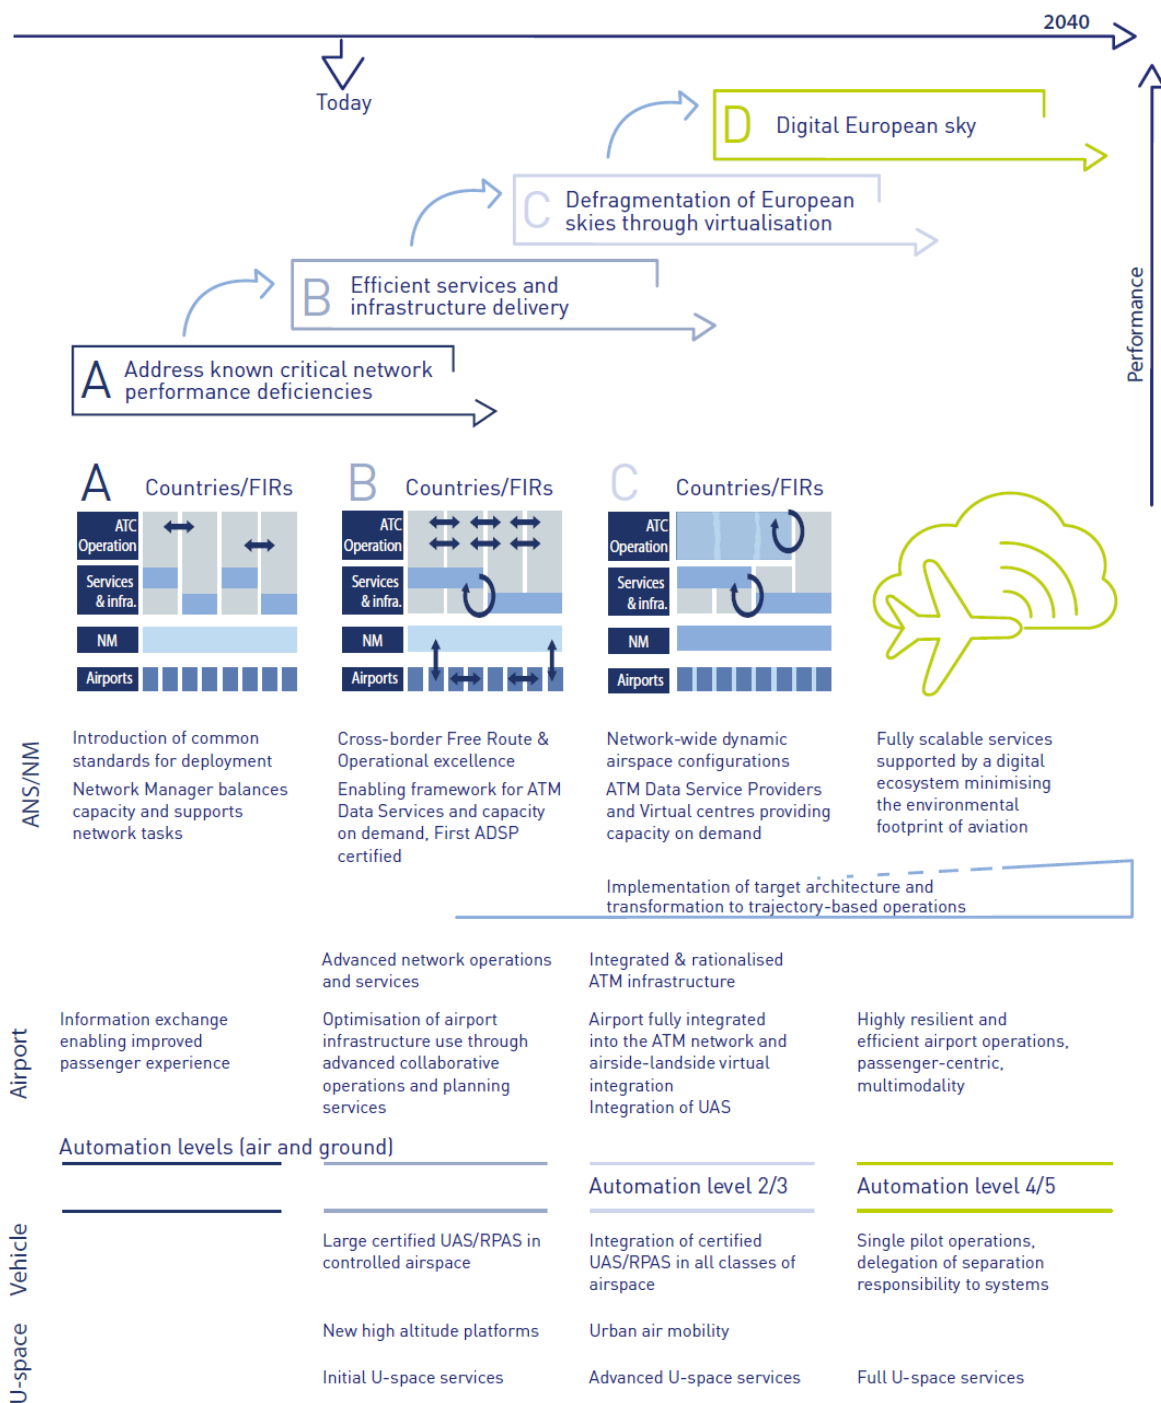 2040
Today
D Digital European sky
C Defragmentation of European
skies through virtualisation
B Efficient services and
infrastructure delivery
A Address known critical network
performance deficiencies
Performance
A Countries/FIRs
ATC
Operation
Services
& infra.
NM
Airports
B Countries/FIRs
ATC
Operation
Services
& infra.
NM
Airports
C Countries/FIRs
ATC
Operation
Services
& infra.
NM
Airports
ANS/NM
Introduction of common
standards for deployment
Network Manager balances
capacity and supports
network tasks
Cross-border Free Route &
Operational excellence
Enabling framework for ATM
Data Services and capacity
on demand, First ADSP
certified
Network-wide dynamic
airspace configurations
ATM Data Service Providers
and Virtual centres providing
capacity on demand
Fully scalable services
supported by a digital
ecosystem minimising
the environmental
footprint of aviation
Implementation of target architecture and
transformation to trajectory-based operations
Advanced network operations
and services
Integrated & rationalised
ATM infrastructure
Airport
Information exchange
enabling improved
passenger experience
Optimisation of airport
infrastructure use through
advanced collaborative
operations and planning
services
Airport fully integrated
into the ATM network and
airside-landside virtual
integration
Integration of UAS
Highly resilient and
efficient airport operations,
passenger-centric,
multimodality
Automation levels (air and ground)
Automation level 2/3
Automation level 4/5
Vehicle
Large certified UAS/RPAS in
controlled airspace
Integration of certified
UAS/RPAS in all classes of
airspace
Single pilot operations,
delegation of separation
responsibility to systems
U-space
New high altitude platforms
Urban air mobility
Initial U-space services
Advanced U-space services
Full U-space services